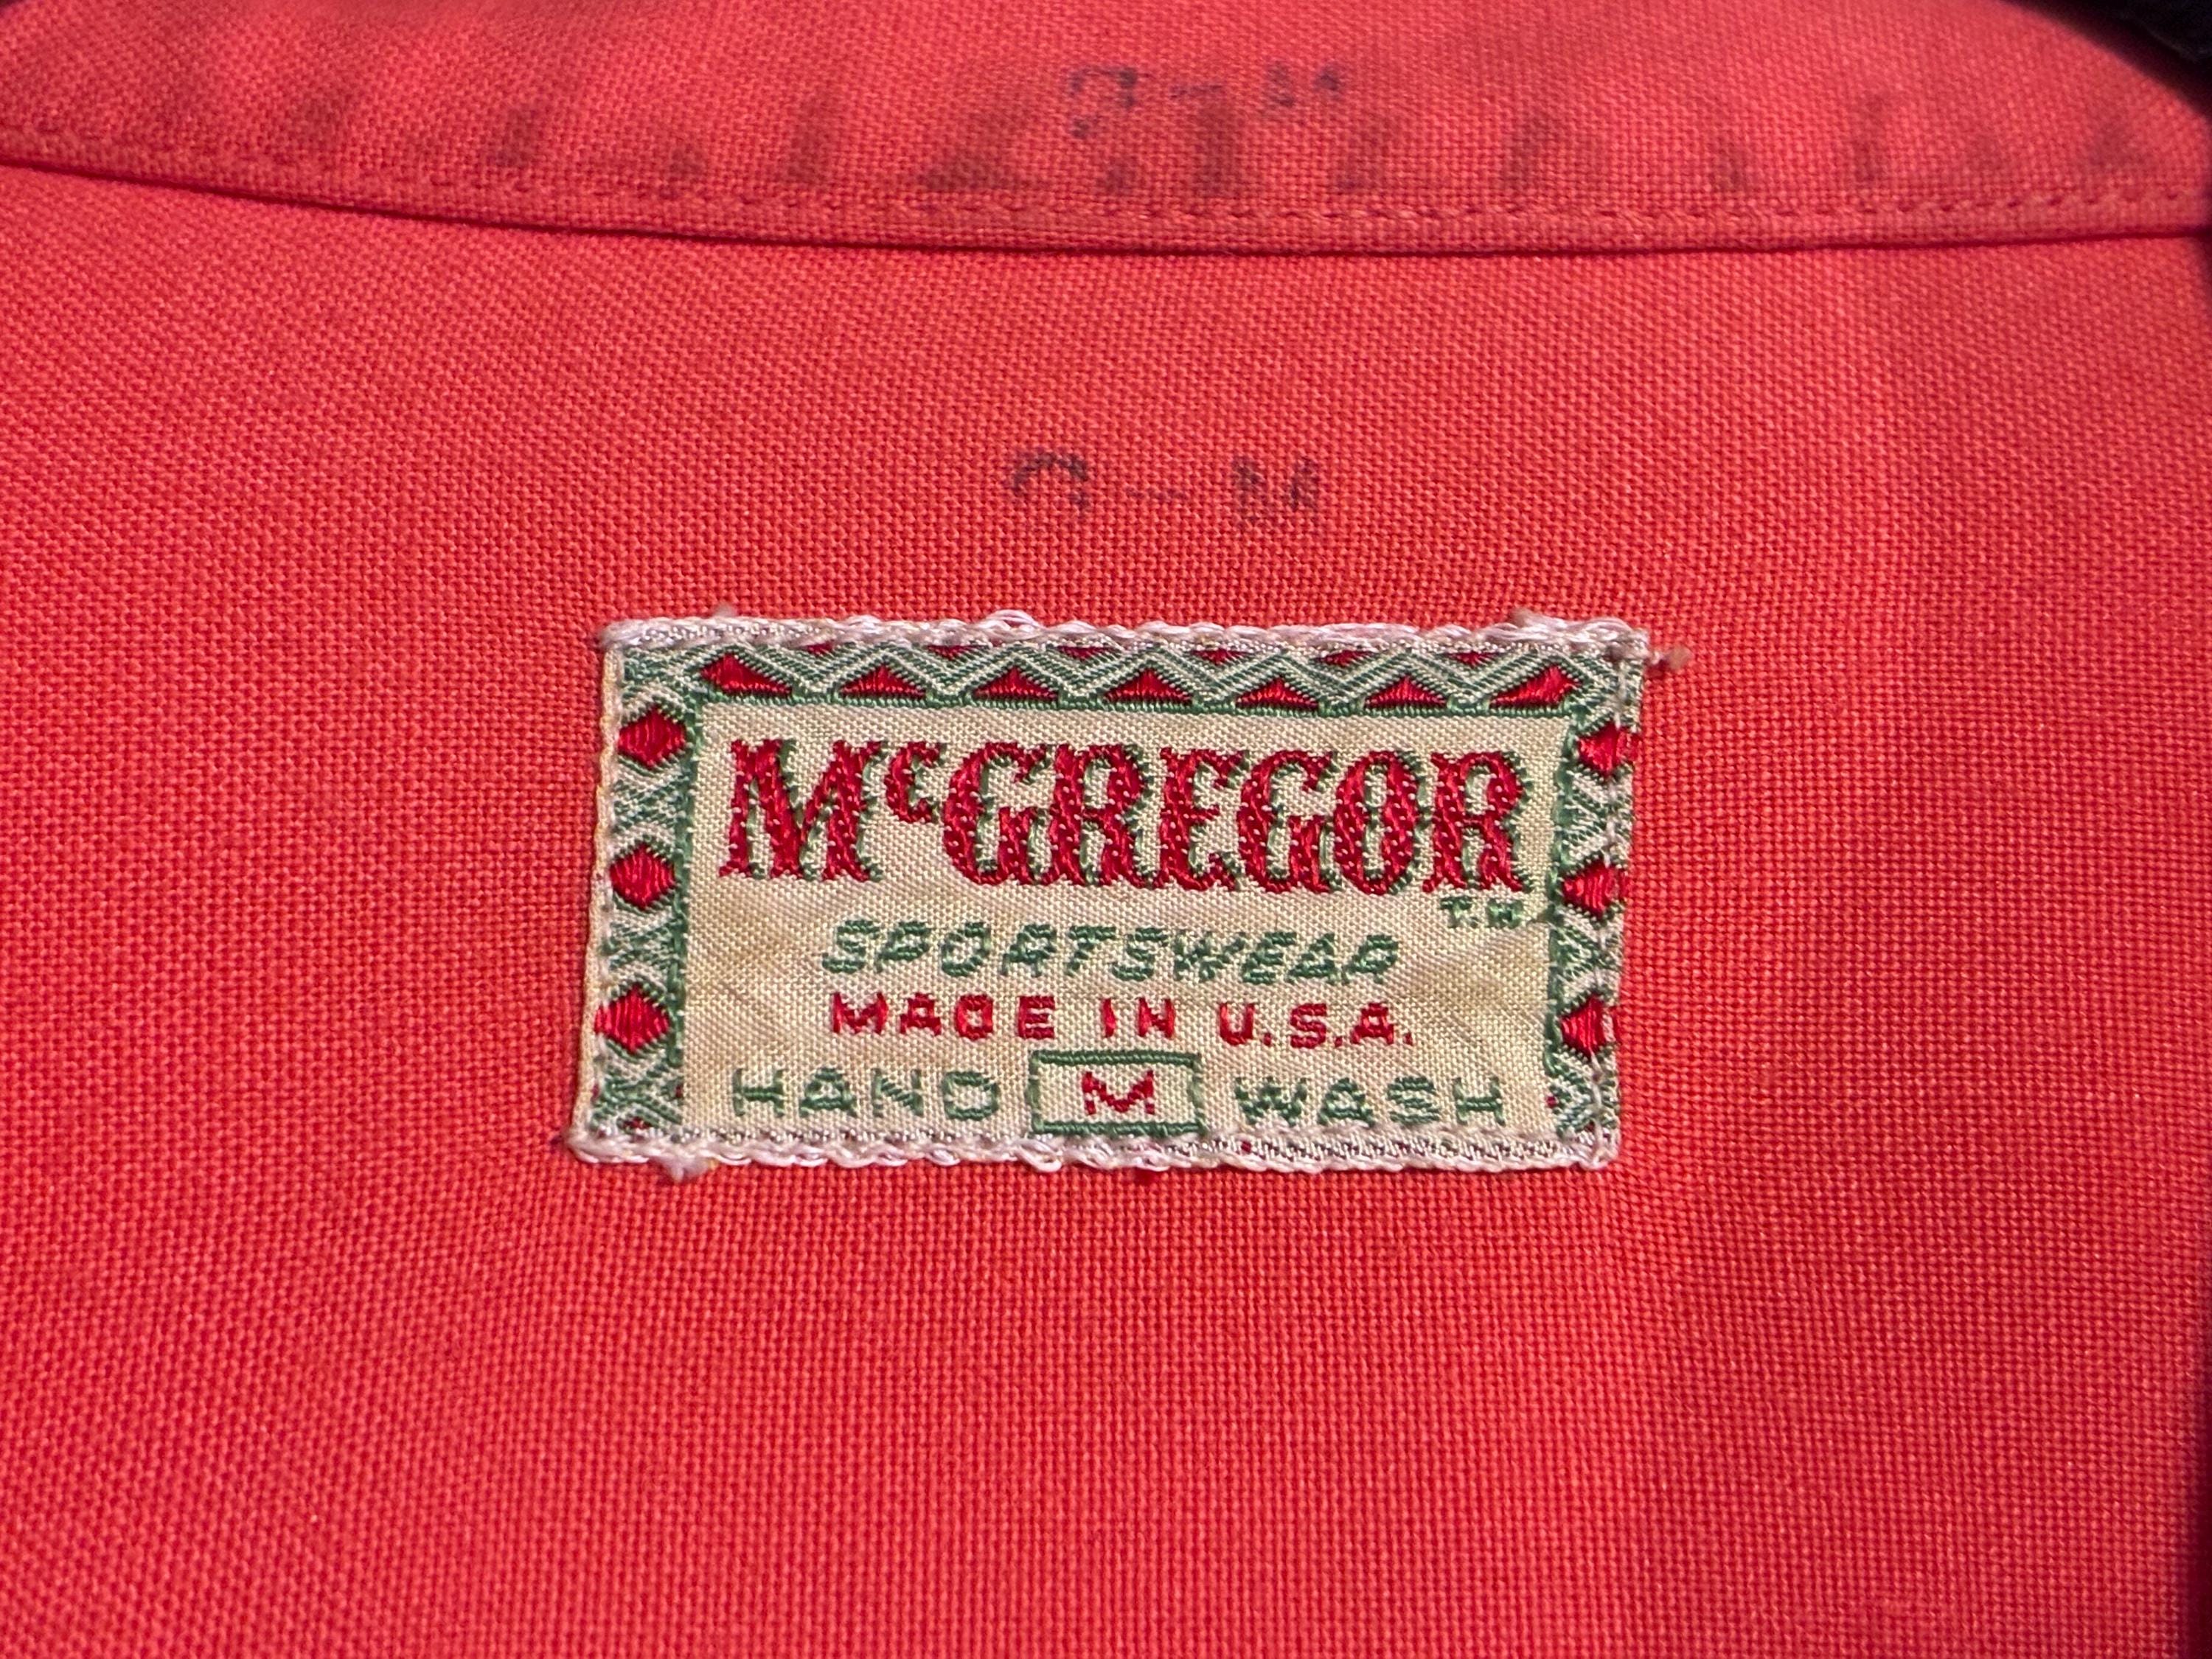 McGREGOR
T.M.
SPORTSWEAR
MADE IN U.S.A.
HAND M WASH